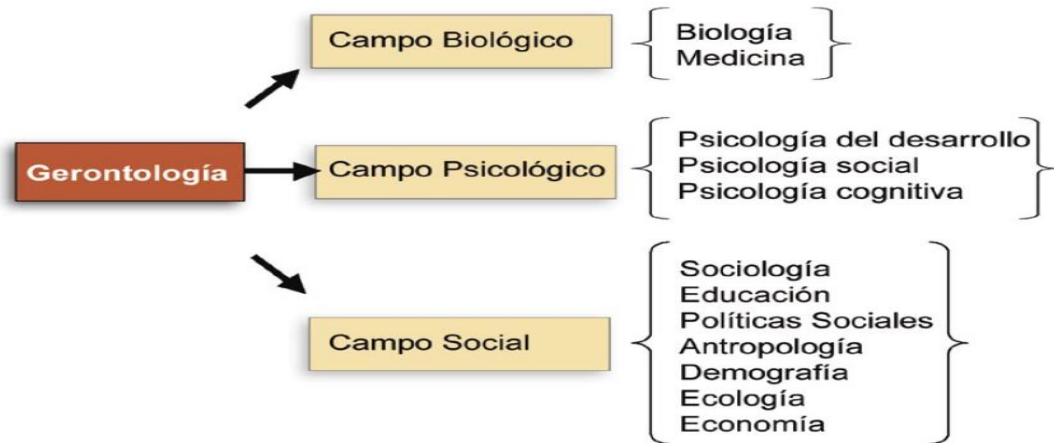 Gerontología
Campo Biológico
Biología
Medicina
Campo Psicológico
Psicología del desarrollo
Psicología social
Psicología cognitiva
Campo Social
Sociología
Educación
Políticas Sociales
Antropología
Demografía
Ecología
Economía